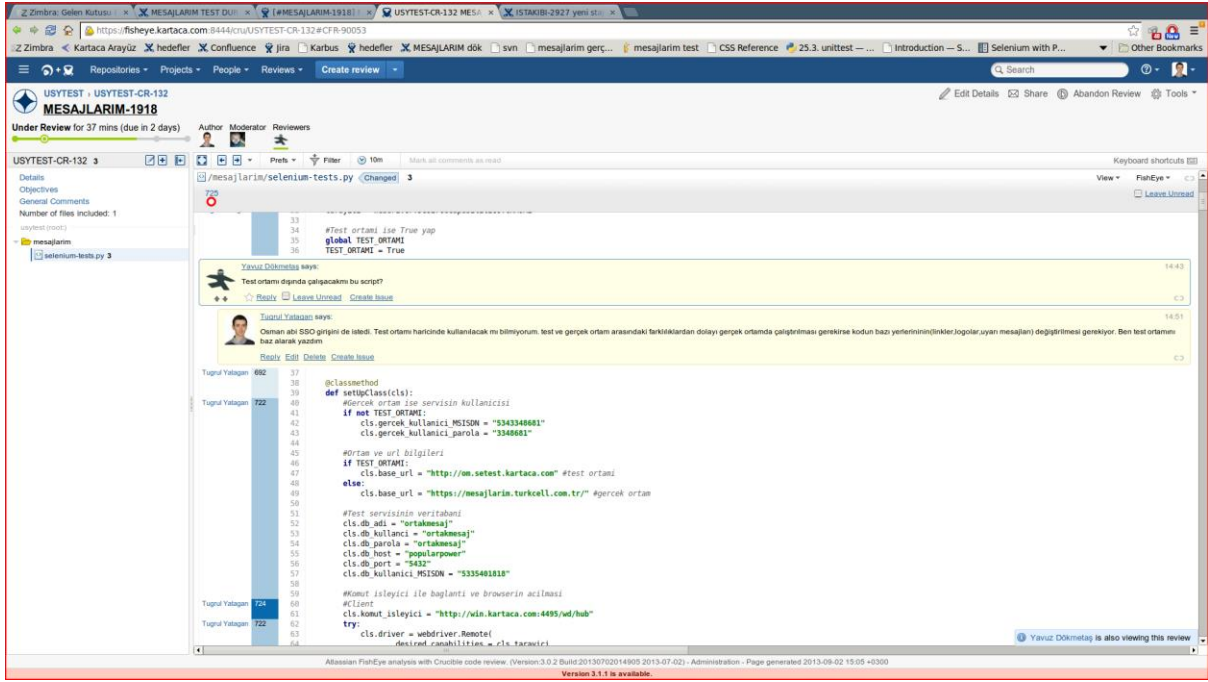 Z Zimbra: Gelen Kutusu
MESAJLARIM TEST DU
(#MESAJLARIM-1918)
USYTEST-CR-132 MESA
ISTAKIBI-2927 yeni sta
https://fisheye.kartaca.com:8444/cru/USYTEST-CR-132#CFR-90053
Zimbra Kartaca Arayüz hedefler Confluence Jira Karbus hedefler MESAJLARIM dök svn mesajlarim gerç... mesajlarim test CSS Reference 25.3. unittest — ... Introduction — S... Selenium with P... Other Bookmarks
Repositories Projects People Reviews Create review Search
USYTEST › USYTEST-CR-132
Edit Details Share Abandon Review Tools
MESAJLARIM-1918
Under Review for 37 mins (due in 2 days) Author Moderator Reviewers
USYTEST-CR-132 3 Prefs Filter 10m Mark all comments as read Keyboard shortcuts
Details
Objectives
General Comments
Number of files included: 1
usytest (root:)
mesajlarim
selenium-tests.py 3
/mesajlarim/selenium-tests.py Changed 3 View FishEye
725 Leave Unread
33
34 #Test ortami ise True yap
35 global TEST_ORTAMI
36 TEST_ORTAMI = True
Yavuz Dökmetaş says: 14:43
Test ortamı dışında çalışacakmı bu script?
Reply Leave Unread Create Issue
Tugrul Yatagan says: 14:51
Osman abi SSO girişini de istedi. Test ortamı haricinde kullanılacak mı bilmiyorum. test ve gerçek ortam arasındaki farklılıklardan dolayı gerçek ortamda çalıştırılması gerekirse kodun bazı yerlerininin(linkler,logolar,uyarı mesajları) değiştirilmesi gerekiyor. Ben test ortamını
baz alarak yazdım
Reply Edit Delete Create Issue
Tugrul Yatagan 692 37
38 @classmethod
39 def setUpClass(cls):
Tugrul Yatagan 722 40 #Gercek ortam ise servisin kullanicisi
41 if not TEST_ORTAMI:
42 cls.gercek_kullanici_MSISDN = "5343348681"
43 cls.gercek_kullanici_parola = "3348681"
44
45 #Ortam ve url bilgileri
46 if TEST_ORTAMI:
47 cls.base_url = "http://om.setest.kartaca.com" #test ortami
48 else:
49 cls.base_url = "https://mesajlarim.turkcell.com.tr/" #gercek ortam
50
51 #Test servisinin veritabani
52 cls.db_adi = "ortakmesaj"
53 cls.db_kullanci = "ortakmesaj"
54 cls.db_parola = "ortakmesaj"
55 cls.db_host = "popularpower"
56 cls.db_port = "5432"
57 cls.db_kullanici_MSISDN = "5335401818"
58
59 #Komut isleyici ile baglanti ve browserin acilmasi
Tugrul Yatagan 724 60 #Client
61 cls.komut_isleyici = "http://win.kartaca.com:4495/wd/hub"
Tugrul Yatagan 722 62 try:
63 cls.driver = webdriver.Remote(
64 desired_capabilities = cls.tarayici
Yavuz Dökmetaş is also viewing this review
Atlassian FishEye analysis with Crucible code review. (Version:3.0.2 Build:20130702014905 2013-07-02) - Administration - Page generated 2013-09-02 15:05 +0300
Version 3.1.1 is available.